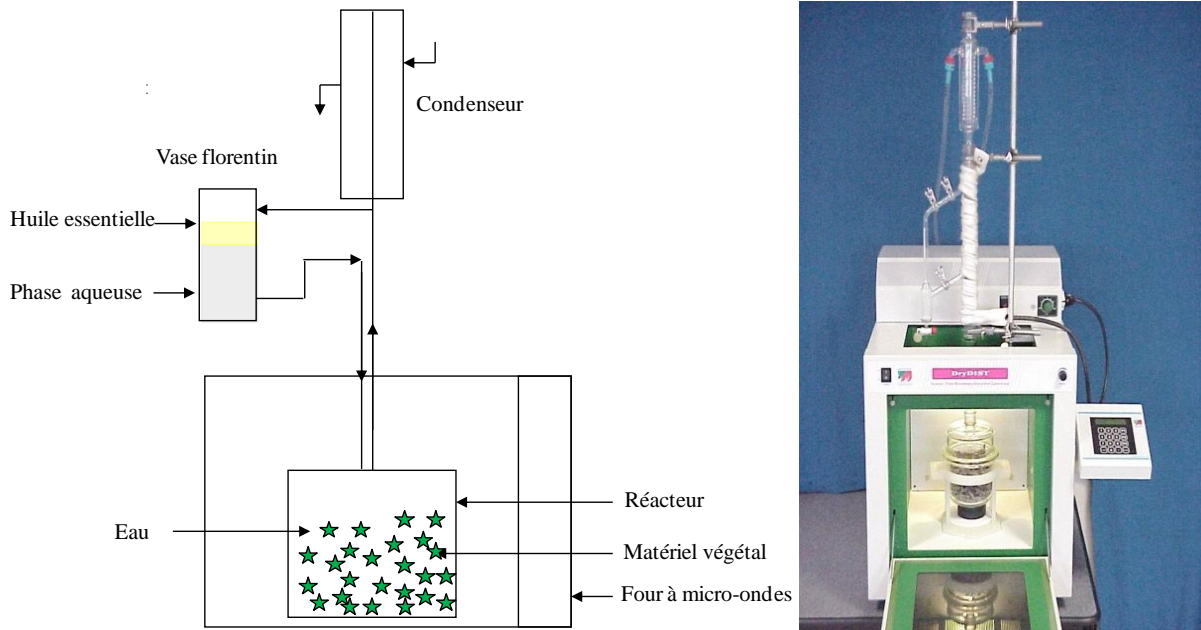 Condenseur
Vase florentin
Huile essentielle
Phase aqueuse
Réacteur
Eau
Matériel végétal
Four à micro-ondes
DryDIST